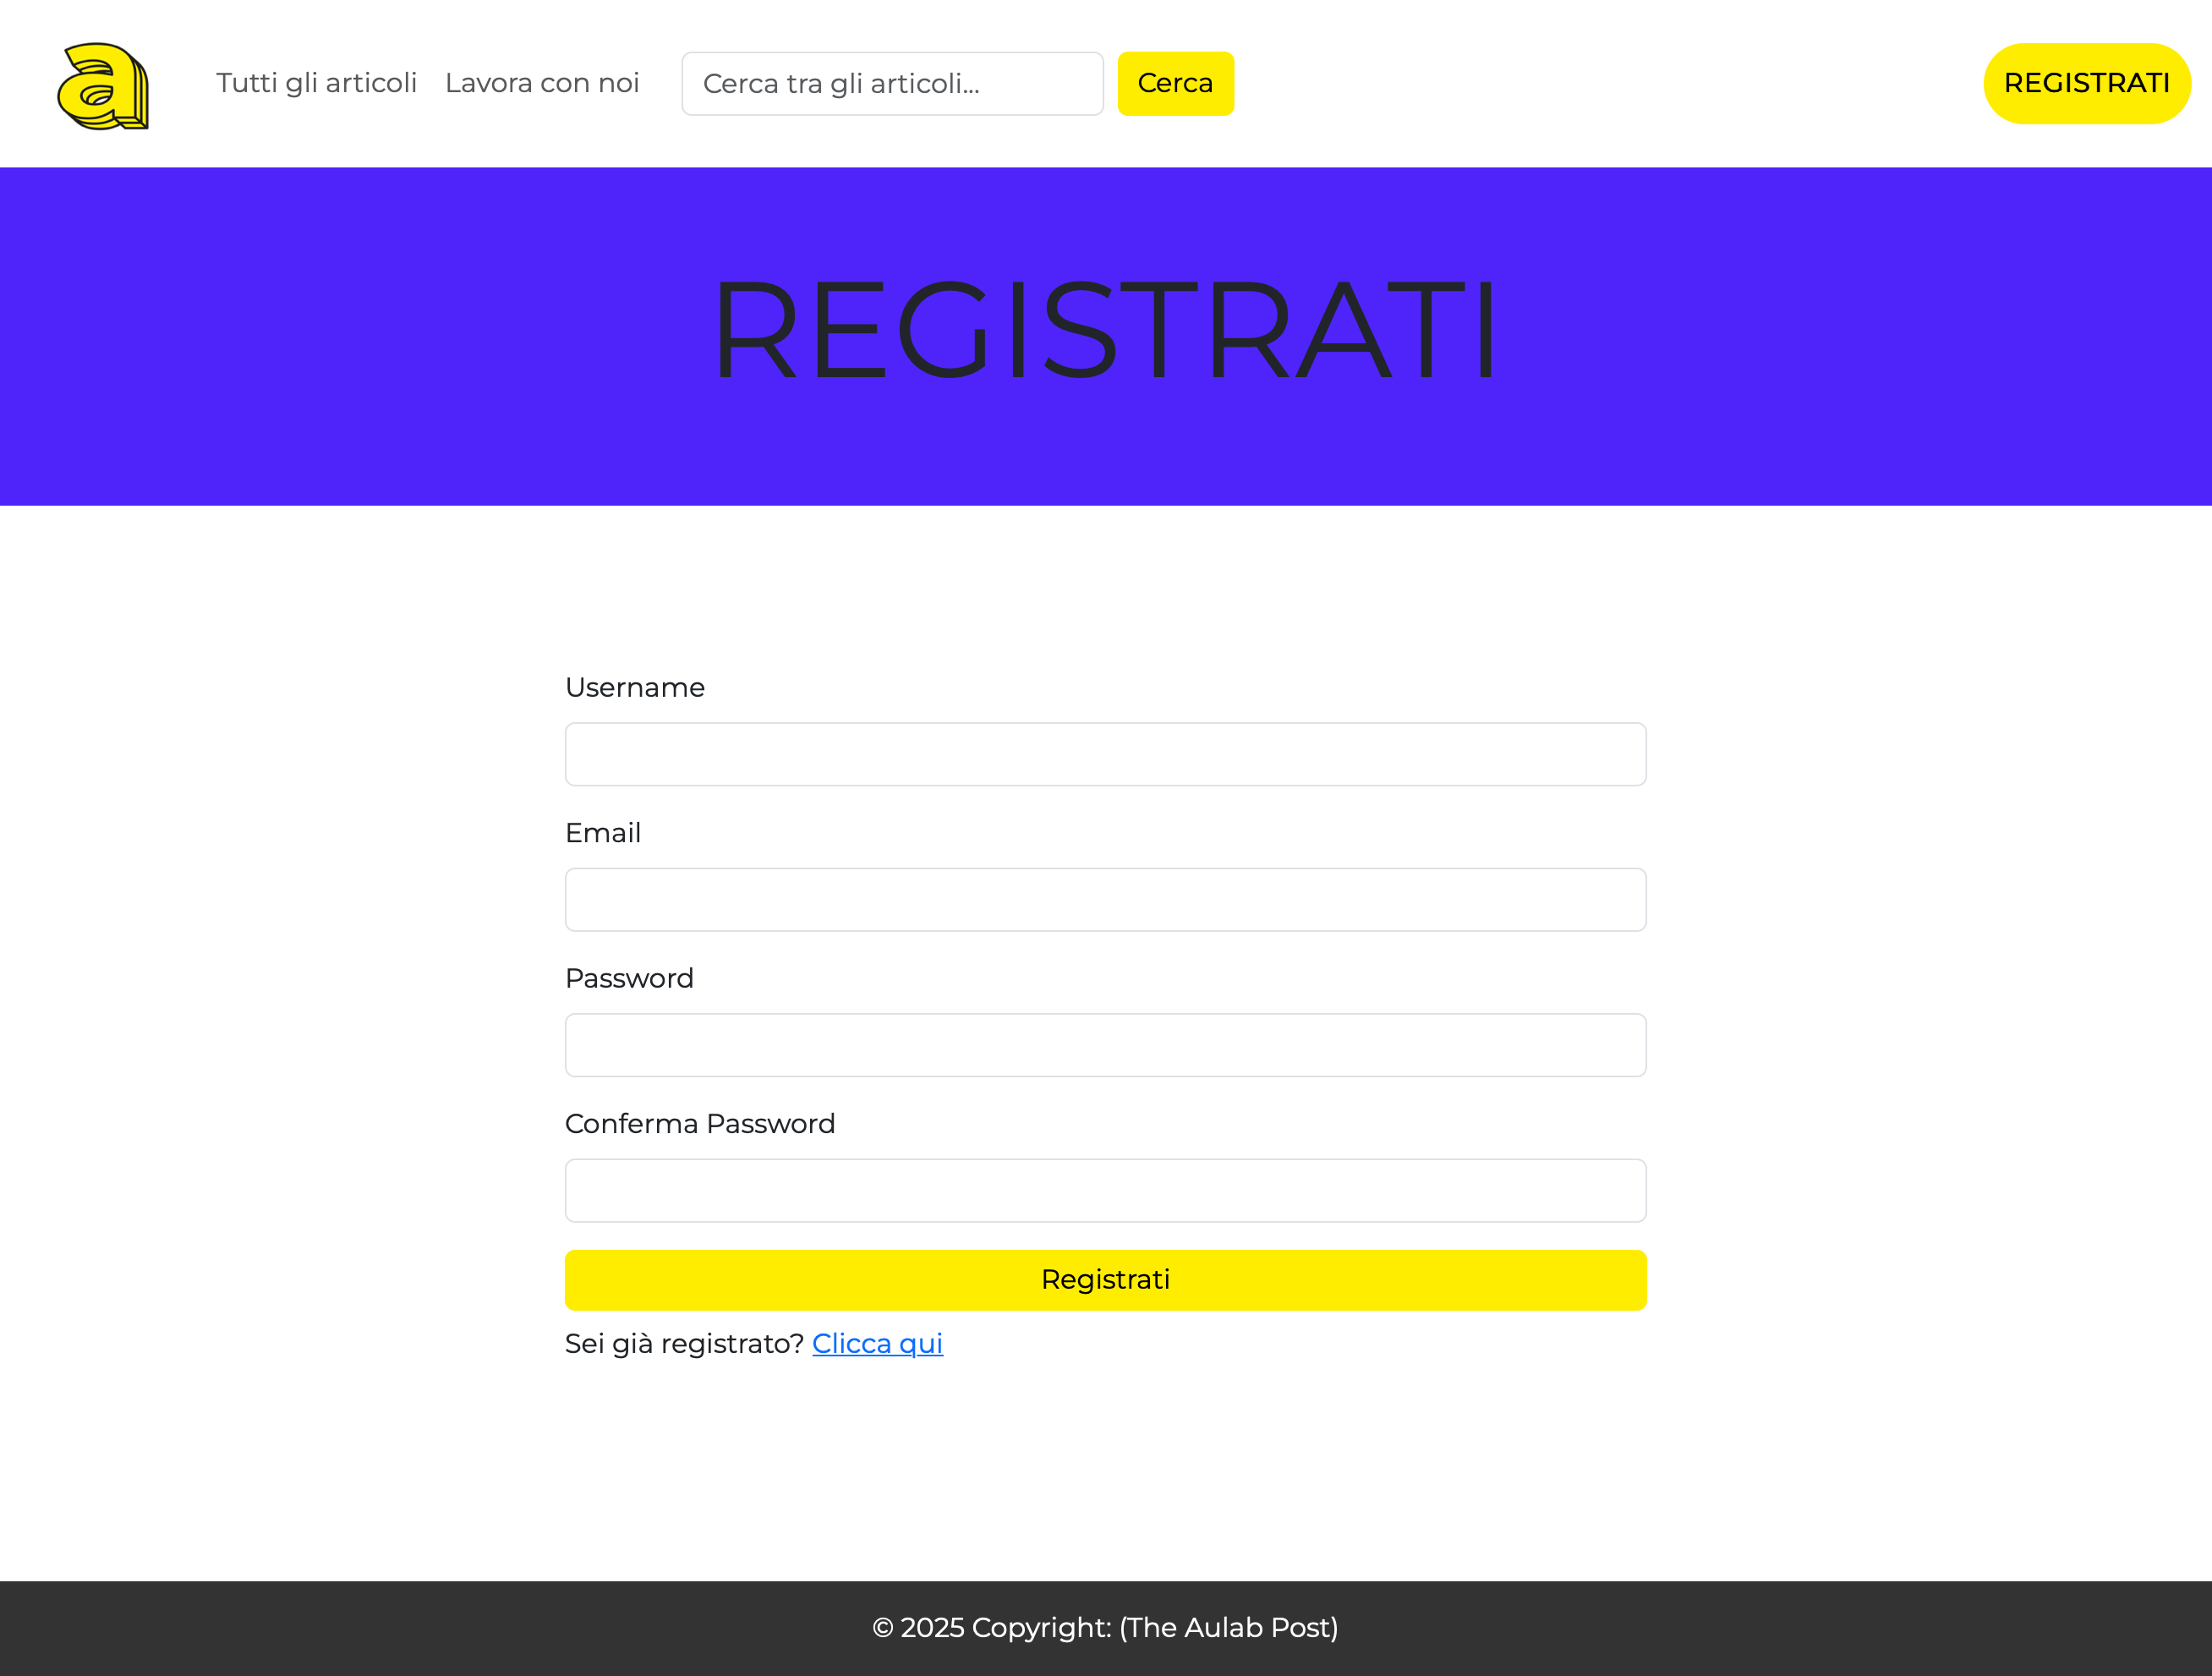 a
Tutti gli articoli Lavora con noi Cerca tra gli articoli... Cerca REGISTRATI
REGISTRATI
Username
Email
Password
Conferma Password
Registrati
Sei già registrato? Clicca qui
© 2025 Copyright: (The Aulab Post)